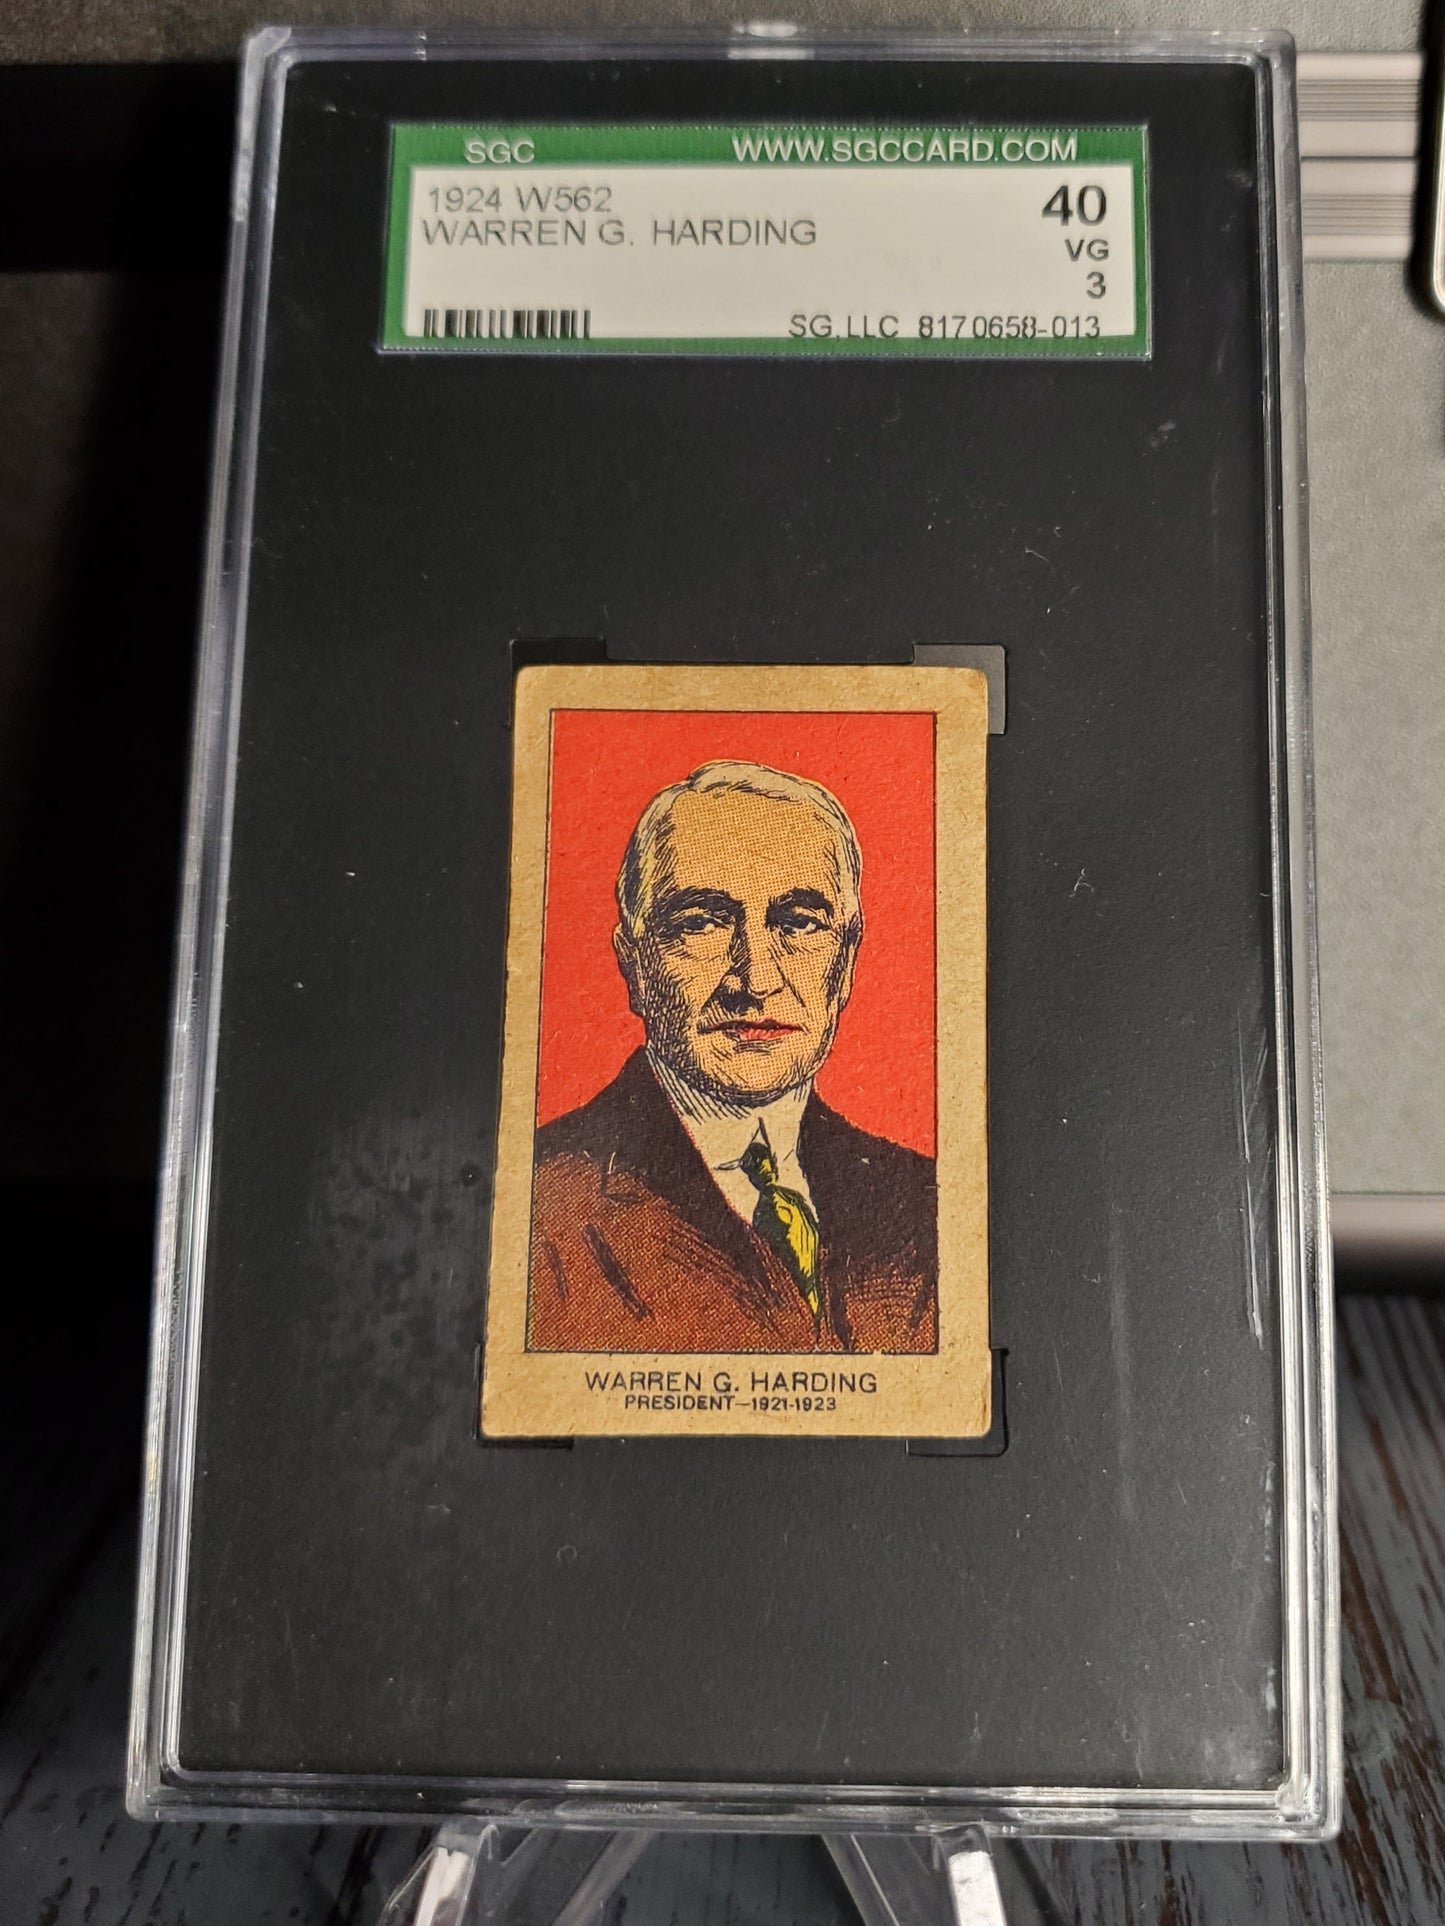 SGC WWW.SGCCARD.COM
1924 W562 40
WARREN G. HARDING VG
3
SG, LLC 8170658-013
WARREN G. HARDING
PRESIDENT—1921-1923